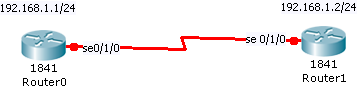 192.168.1.1/24
192.168.1.2/24
se0/1/0
se 0/1/0
1841
Router0
1841
Router1